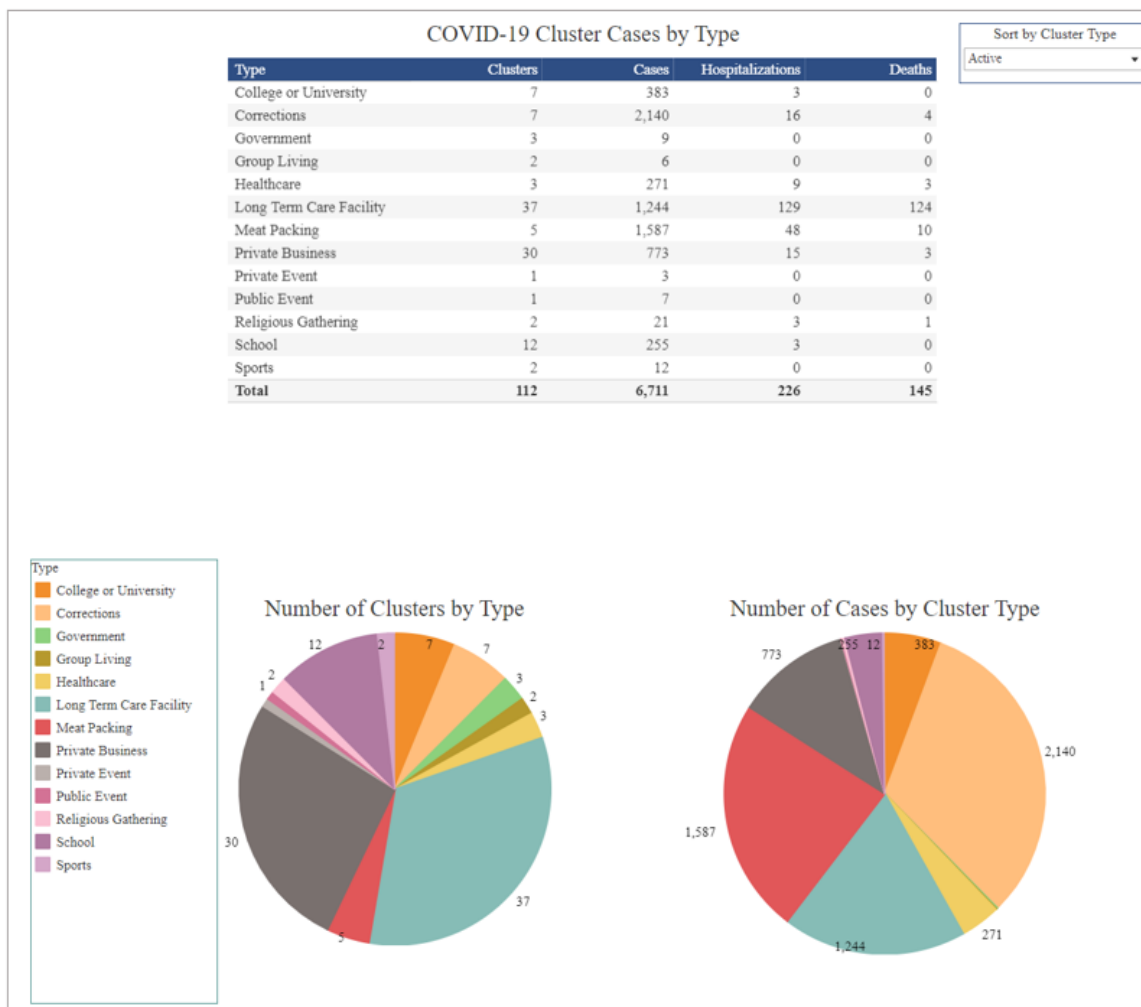 COVID-19 Cluster Cases by Type
Sort by Cluster Type
Active
Type Clusters Cases Hospitalizations Deaths
College or University 7 383 3 0
Corrections 7 2,140 16 4
Government 3 9 0 0
Group Living 2 6 0 0
Healthcare 3 271 9 3
Long Term Care Facility 37 1,244 129 124
Meat Packing 5 1,587 48 10
Private Business 30 773 15 3
Private Event 1 3 0 0
Public Event 1 7 0 0
Religious Gathering 2 21 3 1
School 12 255 3 0
Sports 2 12 0 0
Total 112 6,711 226 145
Type
College or University
Corrections
Government
Group Living
Healthcare
Long Term Care Facility
Meat Packing
Private Business
Private Event
Public Event
Religious Gathering
School
Sports
Number of Clusters by Type
12 2 7 7
2 3
1 2
3
30
37
5
Number of Cases by Cluster Type
255 12 383
773
2,140
1,587
271
1,244